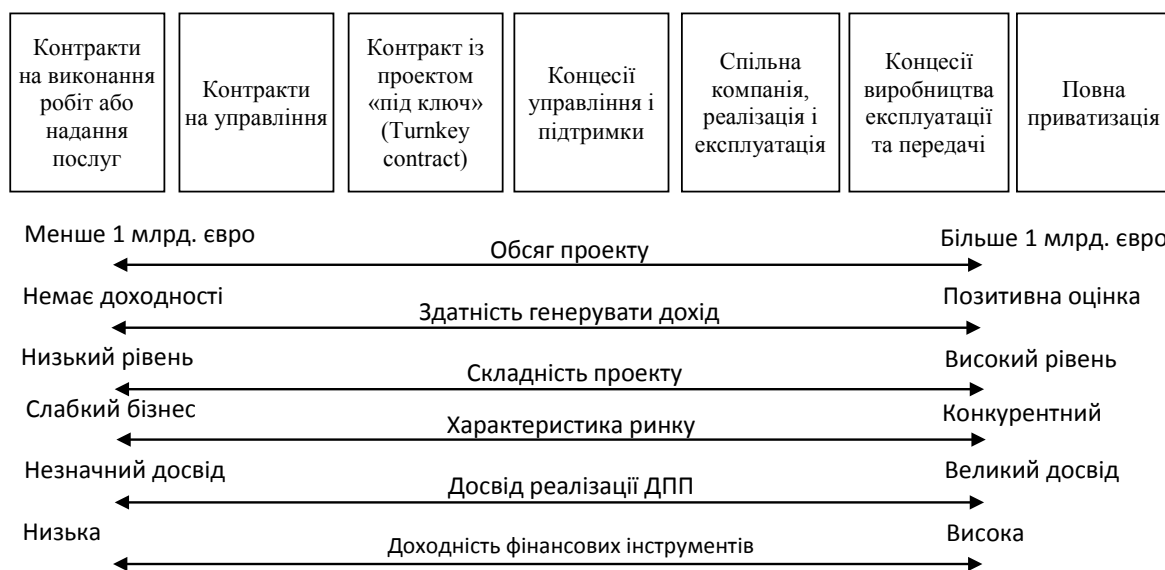 Контракти
на виконання
робіт або
надання
послуг
Контракти
на управління
Контракт із
проектом
«під ключ»
(Turnkey
contract)
Концесії
управління і
підтримки
Спільна
компанія,
реалізація і
експлуатація
Концесії
виробництва
експлуатації
та передачі
Повна
приватизація
Менше 1 млрд. євро
Обсяг проекту
Більше 1 млрд. євро
Немає доходності
Здатність генерувати дохід
Позитивна оцінка
Низький рівень
Складність проекту
Високий рівень
Слабкий бізнес
Характеристика ринку
Конкурентний
Незначний досвід
Досвід реалізації ДПП
Великий досвід
Низька
Доходність фінансових інструментів
Висока